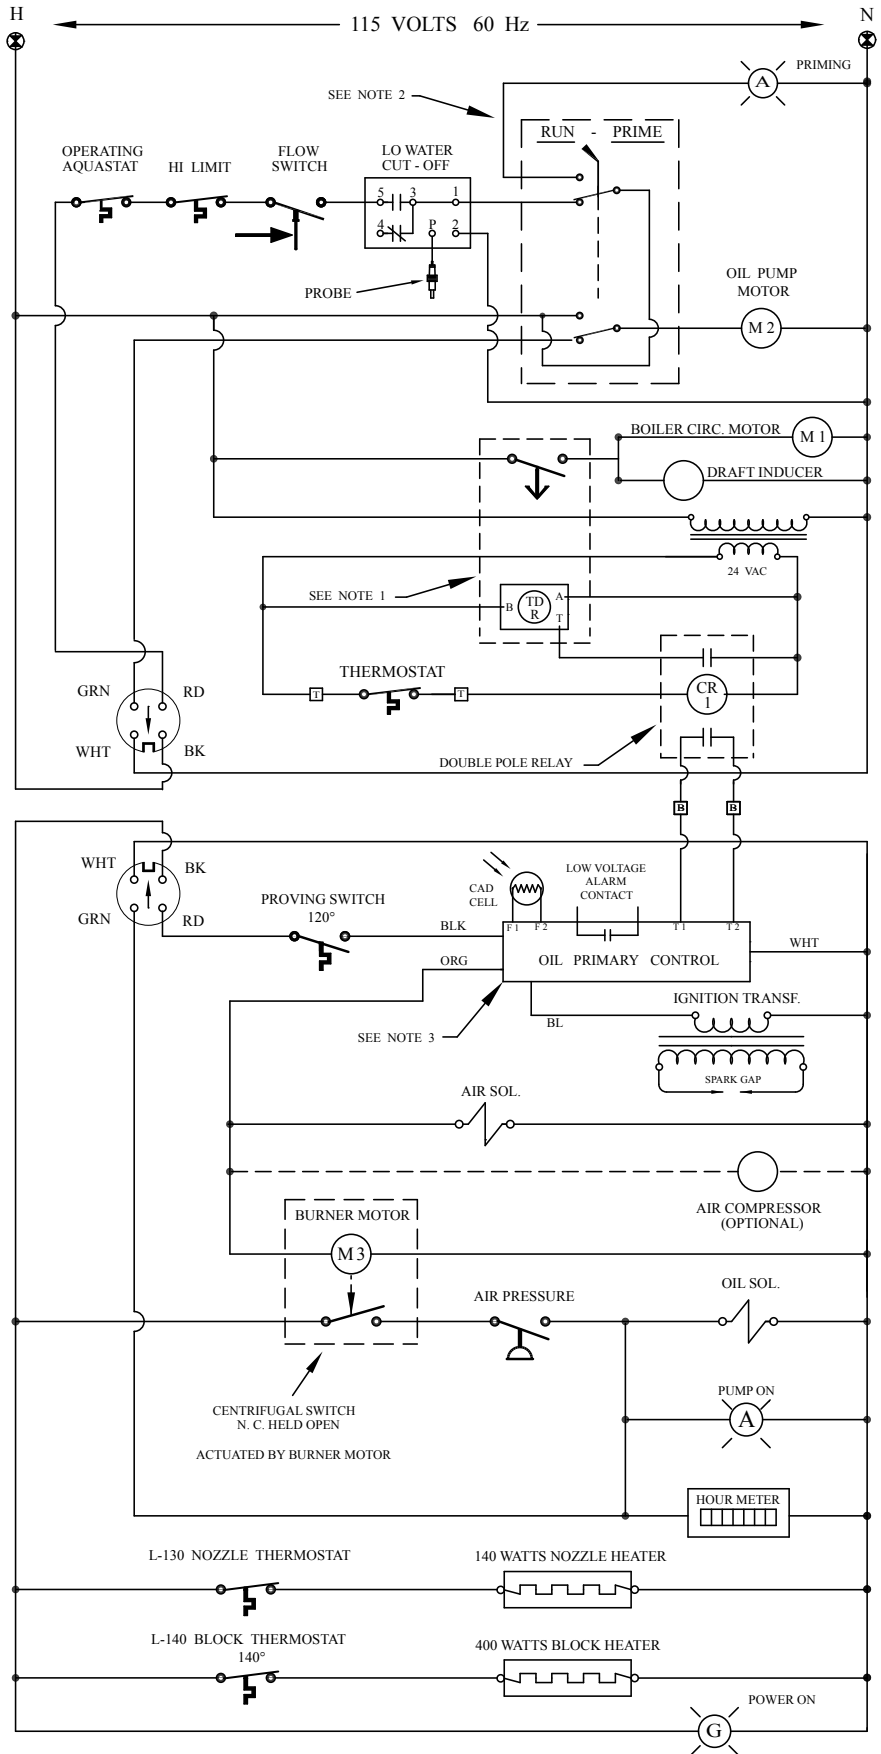 H
115 VOLTS 60 Hz
N
A
PRIMING
SEE NOTE 2
RUN - PRIME
OPERATING
AQUASTAT
HI LIMIT
FLOW
SWITCH
LO WATER
CUT - OFF
5
3
1
4
P
2
PROBE
OIL PUMP
MOTOR
M 2
BOILER CIRC. MOTOR
M 1
DRAFT INDUCER
24 VAC
SEE NOTE 1
B
TD
R
A
T
THERMOSTAT
T
T
CR
1
GRN
RD
WHT
BK
DOUBLE POLE RELAY
B
B
WHT
BK
GRN
RD
PROVING SWITCH
120°
CAD
CELL
LOW VOLTAGE
ALARM
CONTACT
BLK
F 1
F 2
T 1
T 2
WHT
ORG
OIL PRIMARY CONTROL
BL
IGNITION TRANSF.
SEE NOTE 3
SPARK GAP
AIR SOL.
AIR COMPRESSOR
(OPTIONAL)
BURNER MOTOR
M 3
AIR PRESSURE
OIL SOL.
CENTRIFUGAL SWITCH
N. C. HELD OPEN
ACTUATED BY BURNER MOTOR
PUMP ON
A
HOUR METER
L-130 NOZZLE THERMOSTAT
140 WATTS NOZZLE HEATER
L-140 BLOCK THERMOSTAT
140°
400 WATTS BLOCK HEATER
POWER ON
G